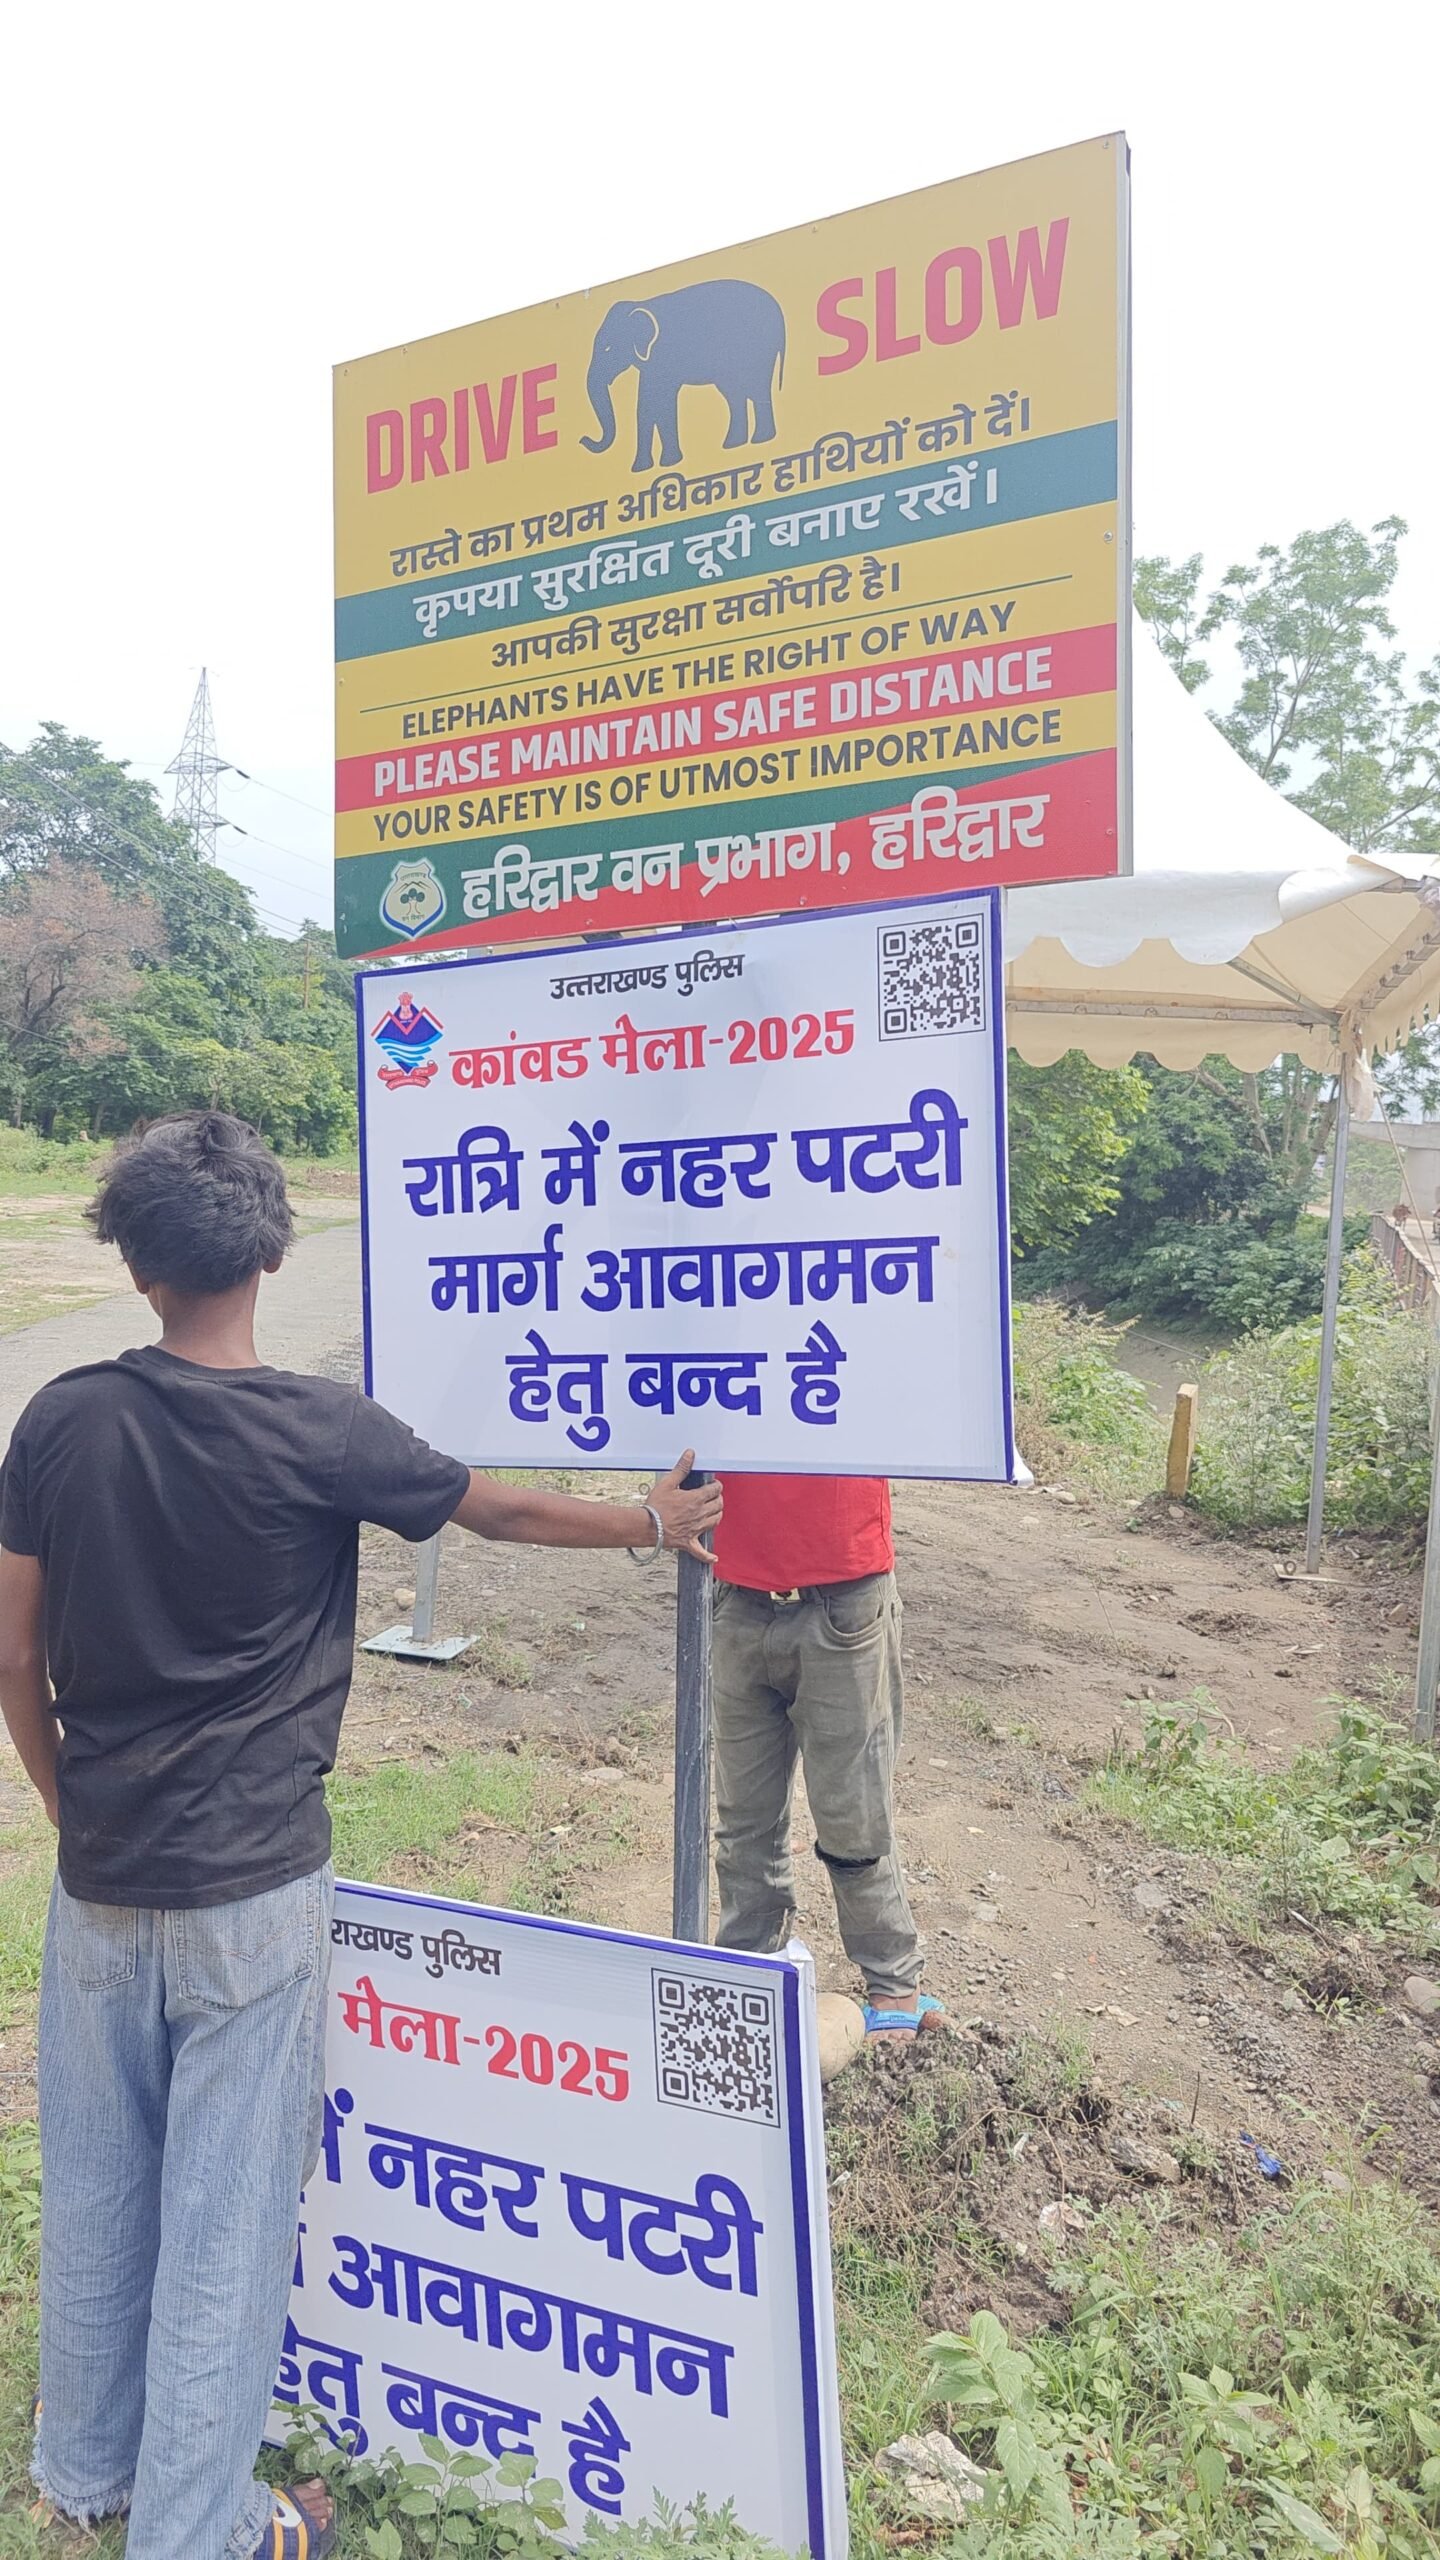 DRIVE SLOW
रास्ते का प्रथम अधिकार हाथियों को दें।
कृपया सुरक्षित दूरी बनाए रखें।
आपकी सुरक्षा सर्वोपरि है।
ELEPHANTS HAVE THE RIGHT OF WAY
PLEASE MAINTAIN SAFE DISTANCE
YOUR SAFETY IS OF UTMOST IMPORTANCE
हरिद्वार वन प्रभाग, हरिद्वार
उत्तराखण्ड पुलिस
कांवड मेला-2025
रात्रि में नहर पटरी
मार्ग आवागमन
हेतु बन्द है
राखण्ड पुलिस
मेला-2025
में नहर पटरी
आवागमन
हेतु बन्द है